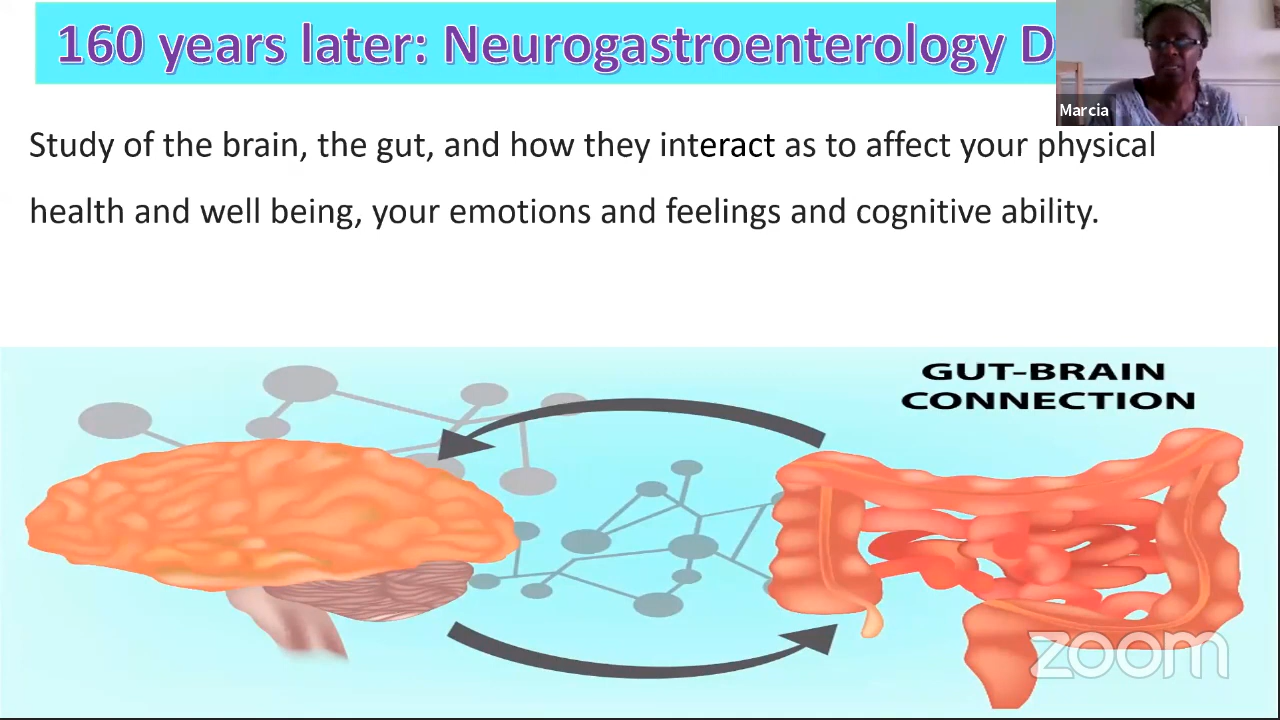 160 years later: Neurogastroenterology D
Marcia
Study of the brain, the gut, and how they interact as to affect your physical
health and well being, your emotions and feelings and cognitive ability.
GUT-BRAIN
CONNECTION
zoom